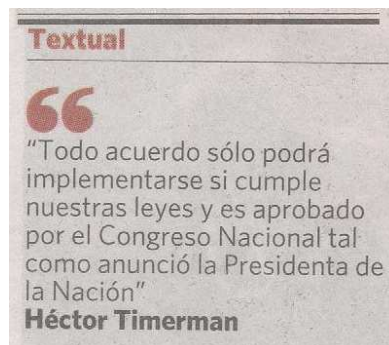 Textual
“Todo acuerdo sólo podrá
implementarse si cumple
nuestras leyes y es aprobado
por el Congreso Nacional tal
como anunció la Presidenta de
la Nación”
Héctor Timerman